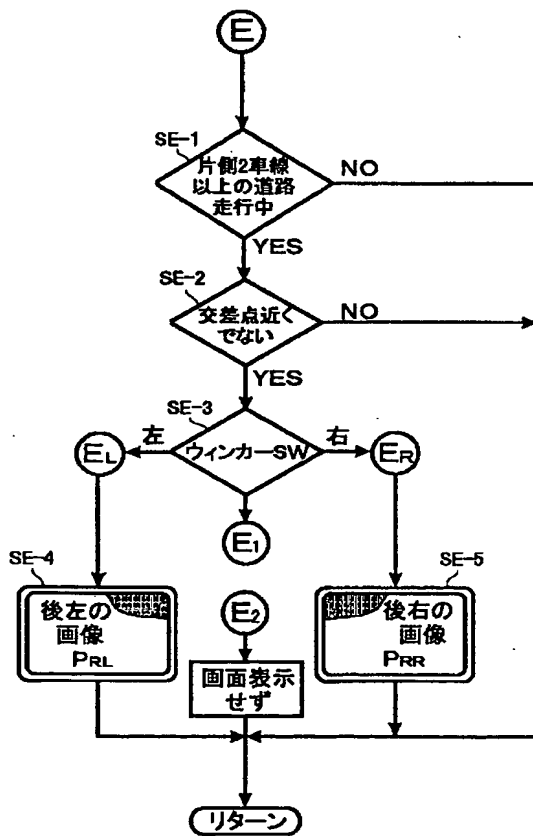 E
SE-1
片側2車線
以上の道路
走行中
NO
YES
SE-2
交差点近く
でない
NO
YES
SE-3
左
ウィンカーSW
右
EL
ER
E1
SE-4
後左の
画像
PRL
E2
画面表示
せず
SE-5
後右の
画像
PRR
リターン